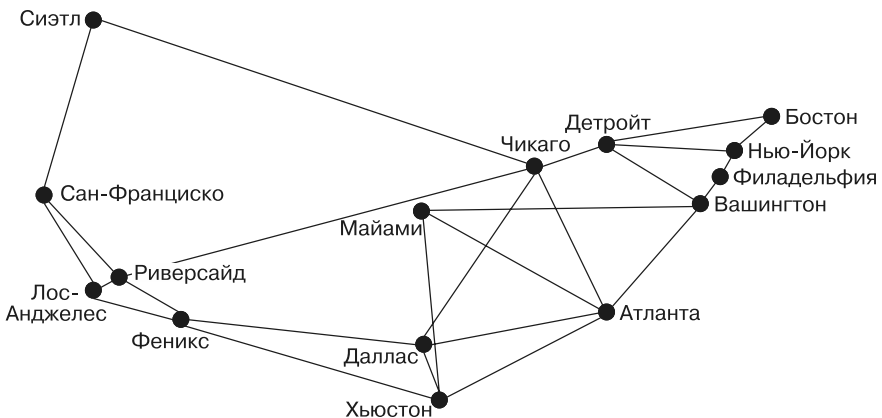 Сиэтл
Чикаго
Детройт
Бостон
Нью-Йорк
Филадельфия
Сан-Франциско
Вашингтон
Майами
Риверсайд
Лос-
Анджелес
Феникс
Атланта
Даллас
Хьюстон